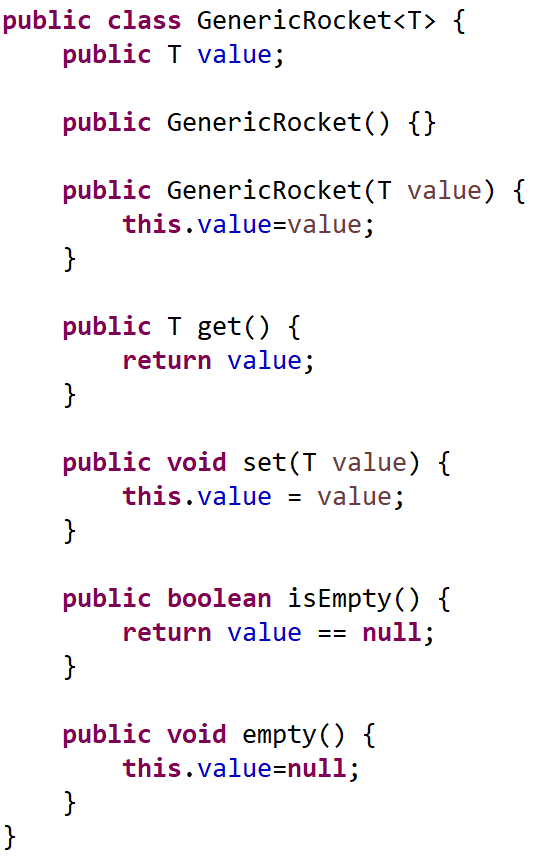 public class GenericRocket<T> {
    public T value;

    public GenericRocket() {}

    public GenericRocket(T value) {
        this.value=value;
    }

    public T get() {
        return value;
    }

    public void set(T value) {
        this.value = value;
    }

    public boolean isEmpty() {
        return value == null;
    }

    public void empty() {
        this.value=null;
    }
}